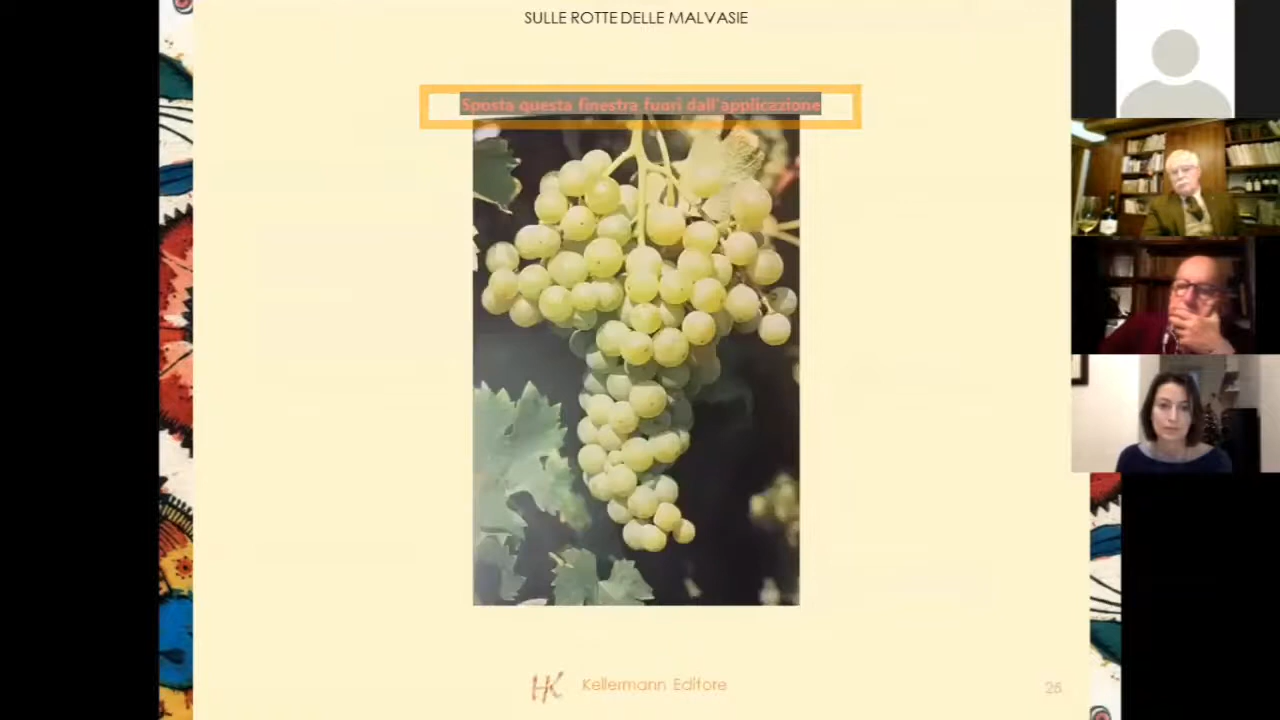 SULLE ROTTE DELLE MALVASIE
Sposta questa finestra fuori dall'applicazione
HK Kellermann Editore
26